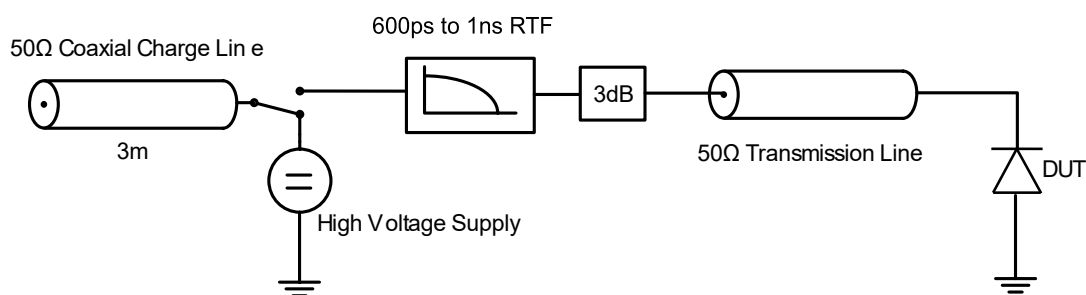 600ps to 1ns RTF
50Ω Coaxial Charge Lin e
3dB
3m
50Ω Transmission Line
DUT
High Voltage Supply